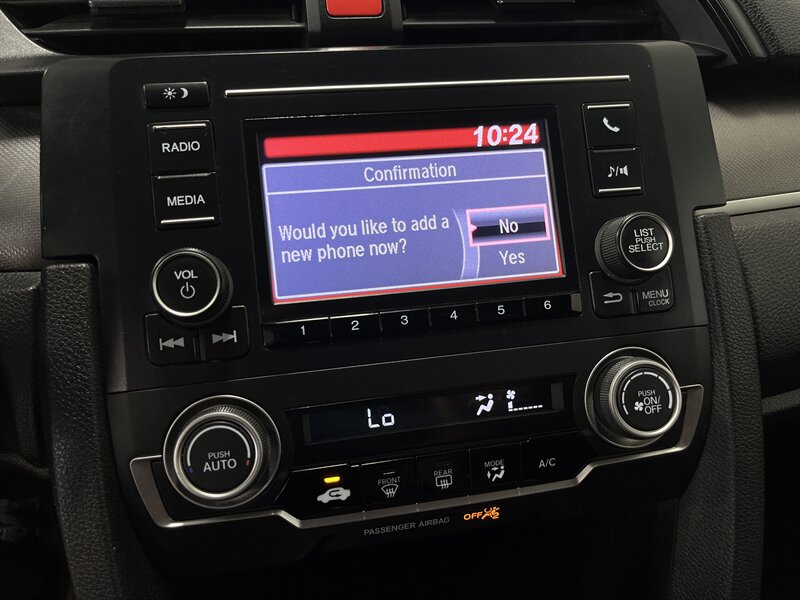 10:24
RADIO
Confirmation
MEDIA
Would you like to add a
new phone now?
No
Yes
LIST
PUSH
SELECT
VOL
MENU
CLOCK
1 2 3 4 5 6
Lo
PUSH
ON/
OFF
PUSH
AUTO
FRONT
REAR
MODE
A/C
PASSENGER AIRBAG OFF 2